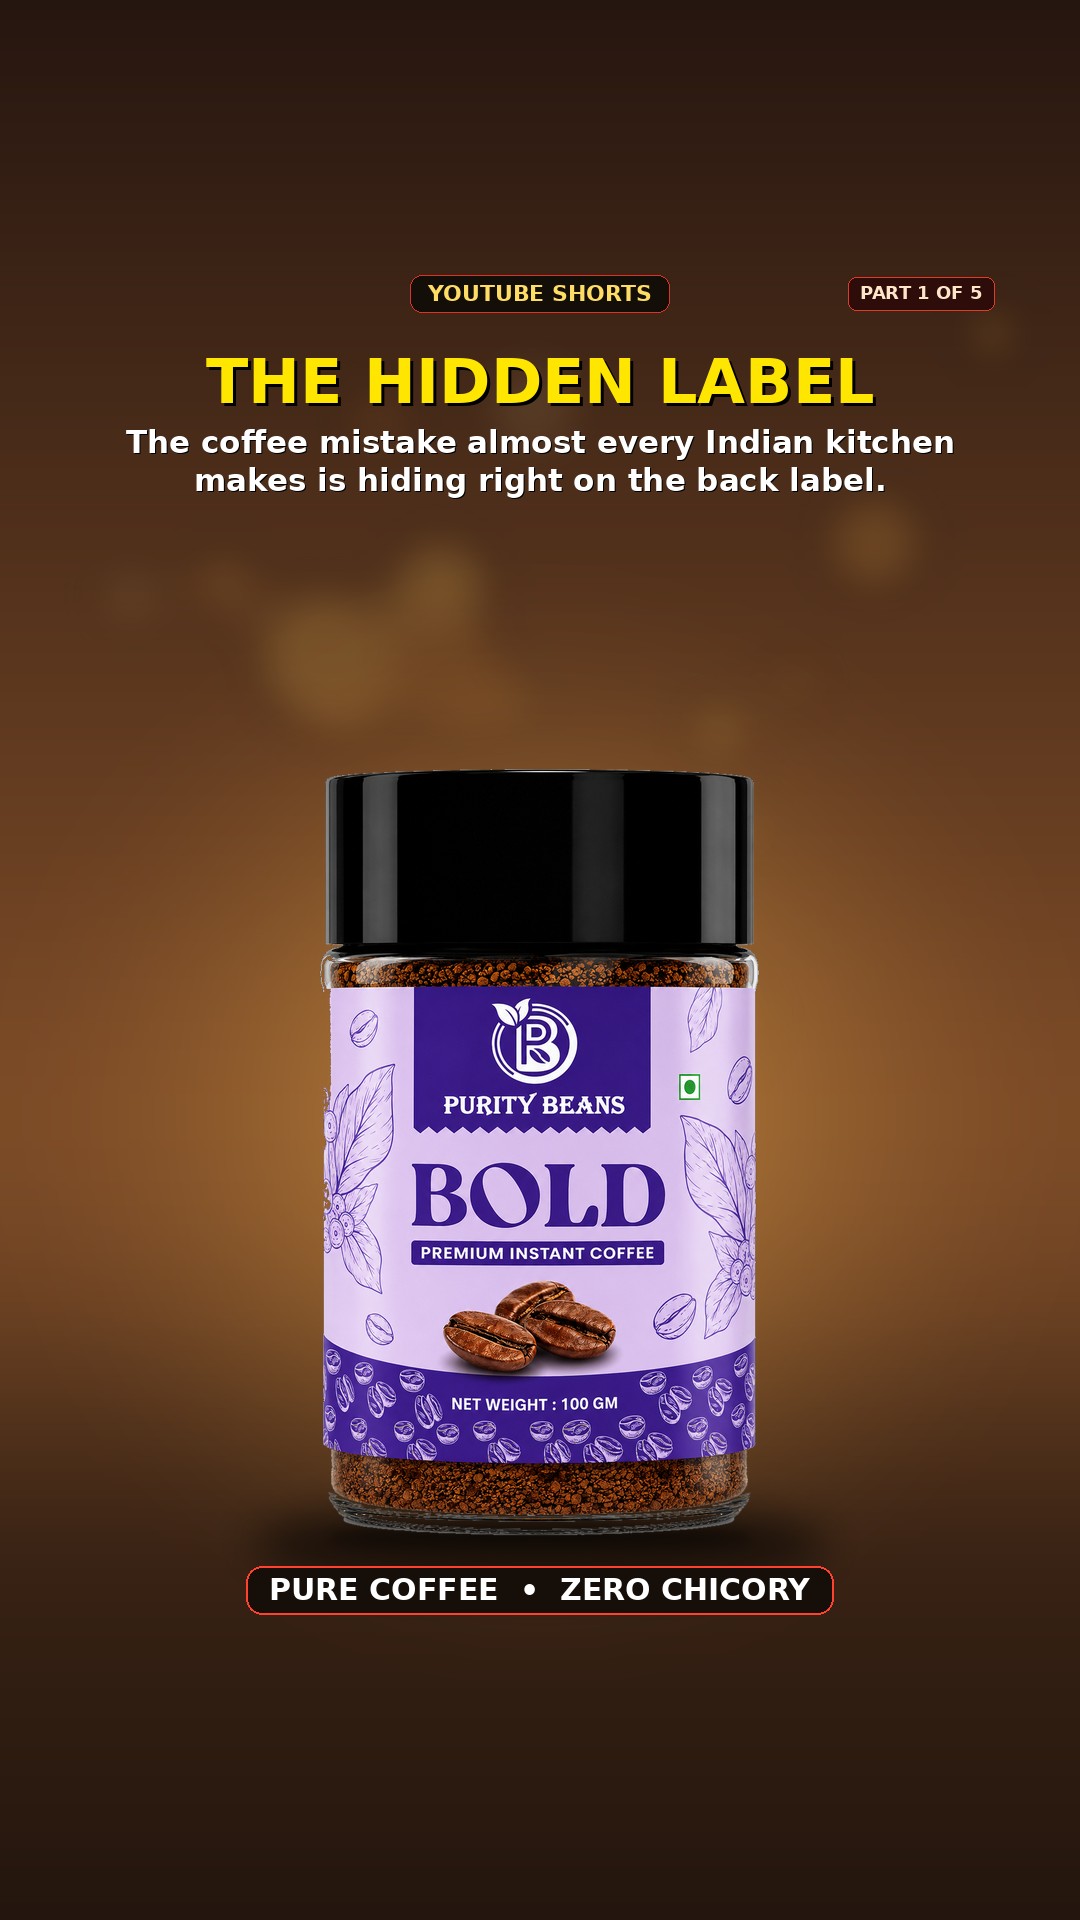 YOUTUBE SHORTS
PART 1 OF 5
THE HIDDEN LABEL
The coffee mistake almost every Indian kitchen
makes is hiding right on the back label.
B
PURITY BEANS
BOLD
PREMIUM INSTANT COFFEE
NET WEIGHT : 100 GM
PURE COFFEE • ZERO CHICORY